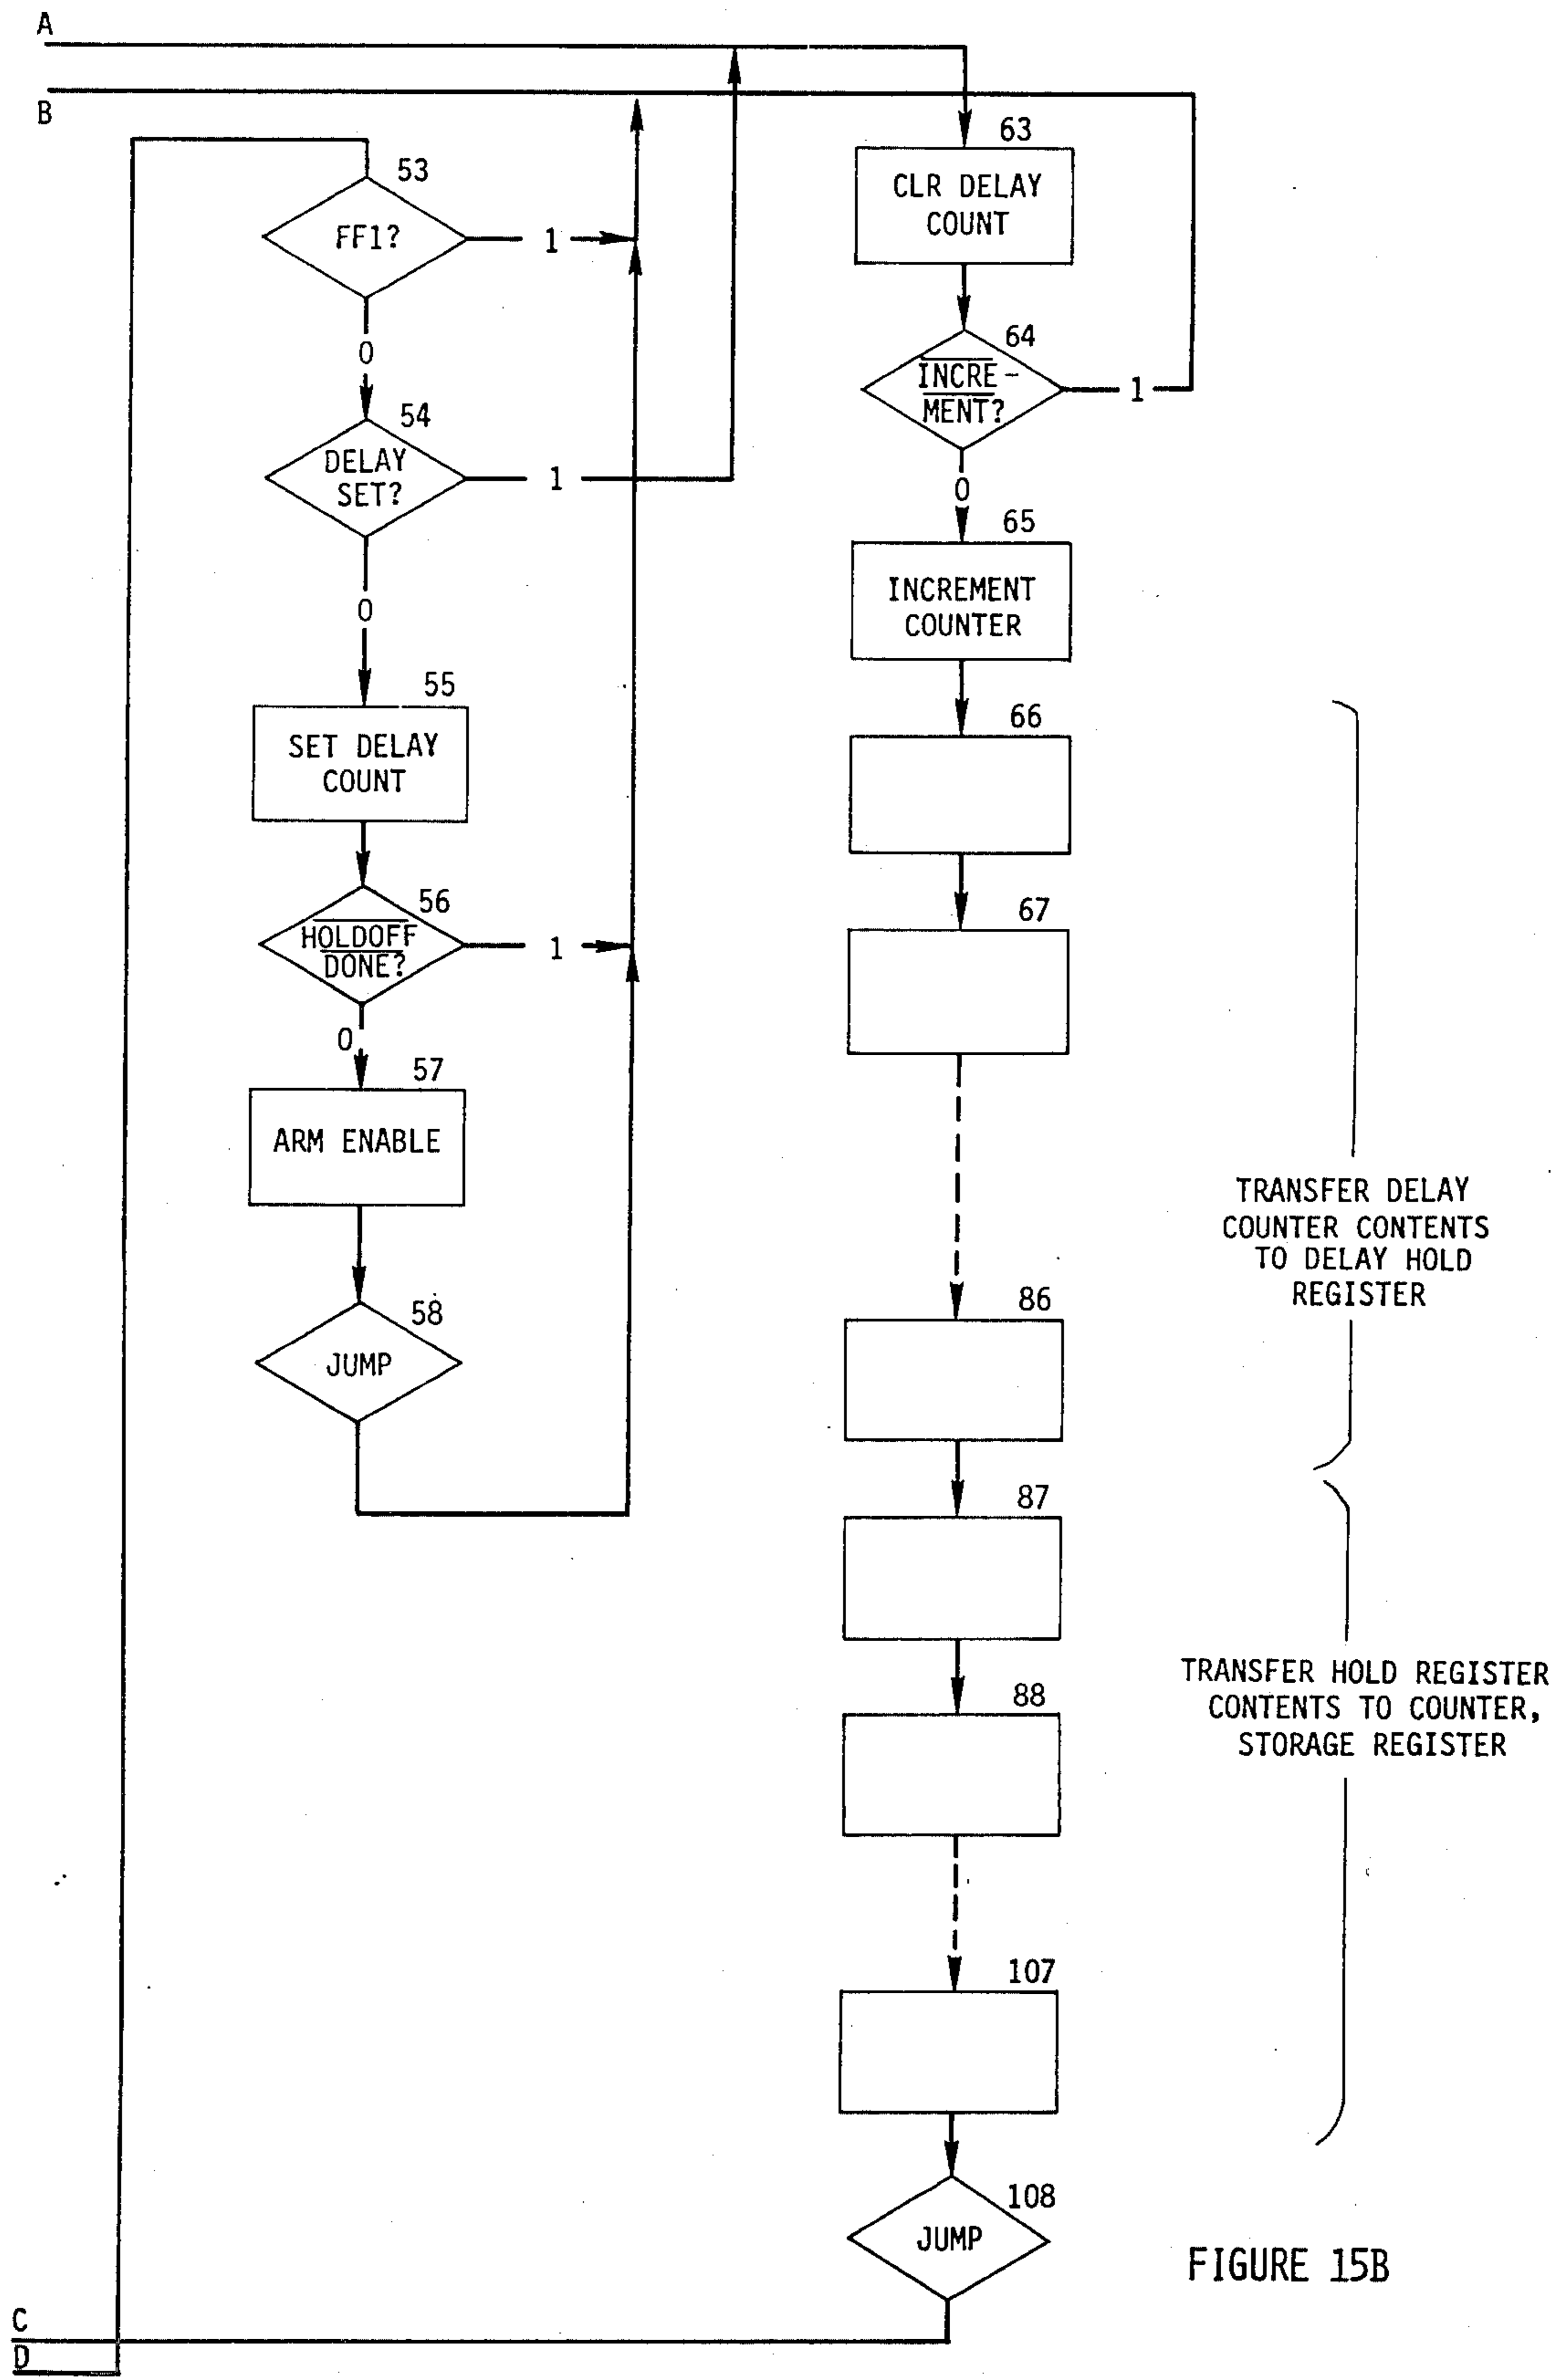 A
B
53
FF1?
1
0
54
DELAY
SET?
1
0
55
SET DELAY
COUNT
56
HOLDOFF
DONE?
1
0
57
ARM ENABLE
58
JUMP
63
CLR DELAY
COUNT
64
INCRE-
MENT?
1
0
65
INCREMENT
COUNTER
66
67
86
87
88
107
108
JUMP
TRANSFER DELAY
COUNTER CONTENTS
TO DELAY HOLD
REGISTER
TRANSFER HOLD REGISTER
CONTENTS TO COUNTER,
STORAGE REGISTER
FIGURE 15B
C
D